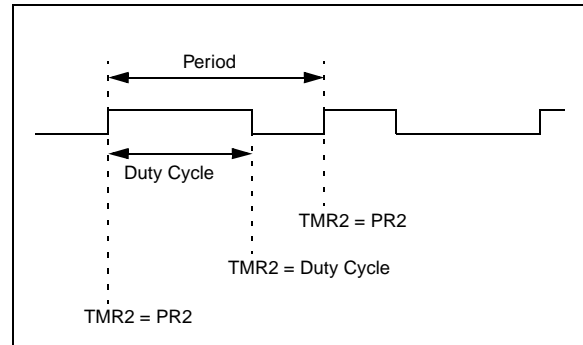 Period
Duty Cycle
TMR2 = PR2
TMR2 = Duty Cycle
TMR2 = PR2